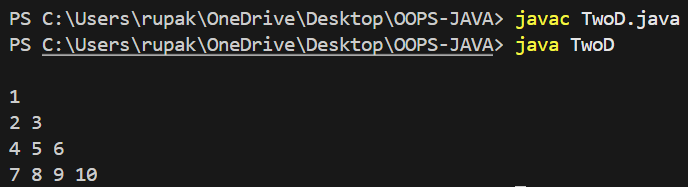 PS C:\Users\rupak\OneDrive\Desktop\OOPS-JAVA> javac TwoD.java
PS C:\Users\rupak\OneDrive\Desktop\OOPS-JAVA> java TwoD
1
2 3
4 5 6
7 8 9 10